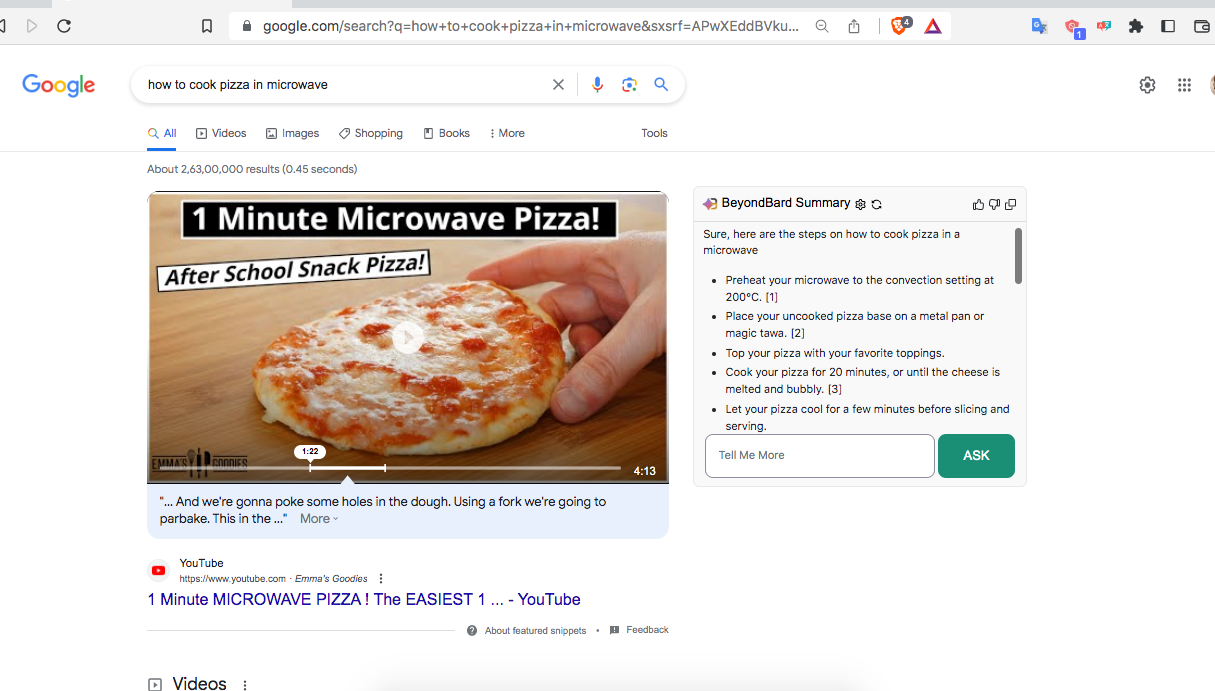 google.com/search?q=how+to+cook+pizza+in+microwave&sxsrf=APwXEddBVku...
4
1
Google
how to cook pizza in microwave
All
Videos
Images
Shopping
Books
More
Tools
About 2,63,00,000 results (0.45 seconds)
1 Minute Microwave Pizza!
After School Snack Pizza!
EMMA'S GOODIES
1:22
4:13
"... And we're gonna poke some holes in the dough. Using a fork we're going to
parbake. This in the ..." More
YouTube
https://www.youtube.com · Emma's Goodies
1 Minute MICROWAVE PIZZA ! The EASIEST 1 ... - YouTube
About featured snippets • Feedback
Videos
BeyondBard Summary
Sure, here are the steps on how to cook pizza in a
microwave
• Preheat your microwave to the convection setting at
200°C. [1]
• Place your uncooked pizza base on a metal pan or
magic tawa. [2]
• Top your pizza with your favorite toppings.
• Cook your pizza for 20 minutes, or until the cheese is
melted and bubbly. [3]
• Let your pizza cool for a few minutes before slicing and
serving.
Tell Me More
ASK